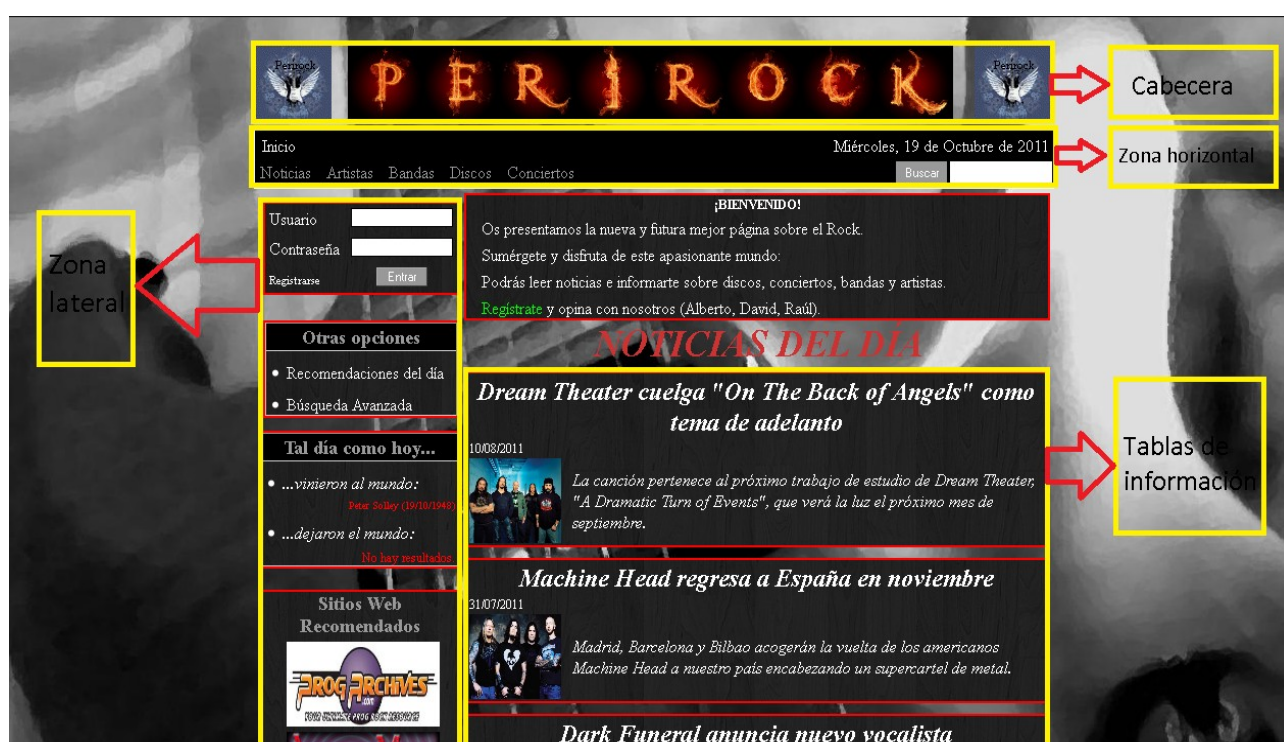 Perirock
PERIROCK
Perirock
Cabecera
Inicio
Miércoles, 19 de Octubre de 2011
Noticias Artistas Bandas Discos Conciertos
Buscar
Zona horizontal
Zona
lateral
Usuario
Contraseña
Registrarse
Entrar
¡BIENVENIDO!
Os presentamos la nueva y futura mejor página sobre el Rock.
Sumérgete y disfruta de este apasionante mundo:
Podrás leer noticias e informarte sobre discos, conciertos, bandas y artistas.
Regístrate y opina con nosotros (Alberto, David, Raúl).
Otras opciones
Recomendaciones del día
Búsqueda Avanzada
Tal día como hoy...
...vinieron al mundo:
Peter Solley (19/10/1948)
...dejaron el mundo:
No hay resultados
Sitios Web
Recomendados
PROG ARCHIVES
.com
YOUR ULTIMATE PROG ROCK RESOURCE
NOTICIAS DEL DÍA
Dream Theater cuelga "On The Back of Angels" como
tema de adelanto
10/08/2011
La canción pertenece al próximo trabajo de estudio de Dream Theater,
"A Dramatic Turn of Events", que verá la luz el próximo mes de
septiembre.
Machine Head regresa a España en noviembre
31/07/2011
Madrid, Barcelona y Bilbao acogerán la vuelta de los americanos
Machine Head a nuestro país encabezando un supercartel de metal.
Dark Funeral anuncia nuevo vocalista
Tablas de
información